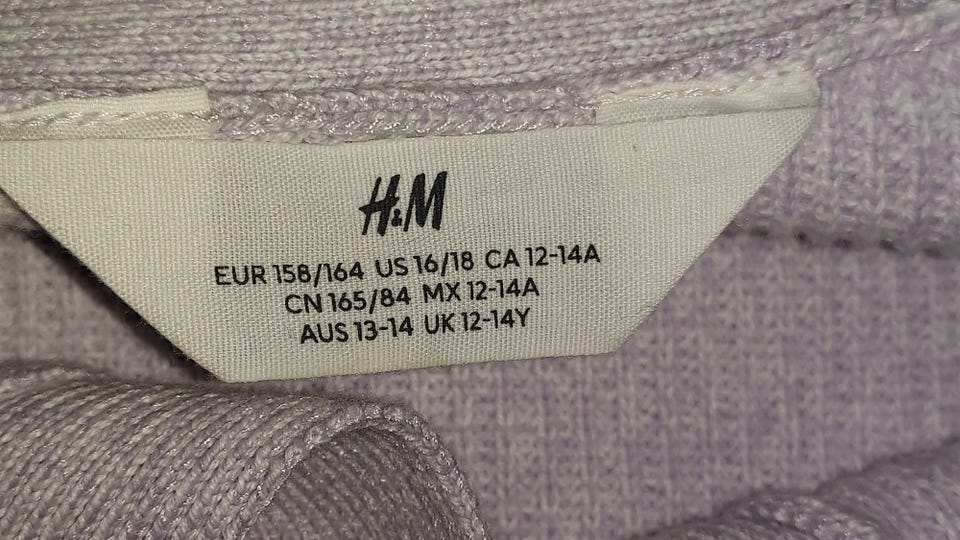 H&M
EUR 158/164 US 16/18 CA 12-14A
CN 165/84 MX 12-14A
AUS 13-14 UK 12-14Y